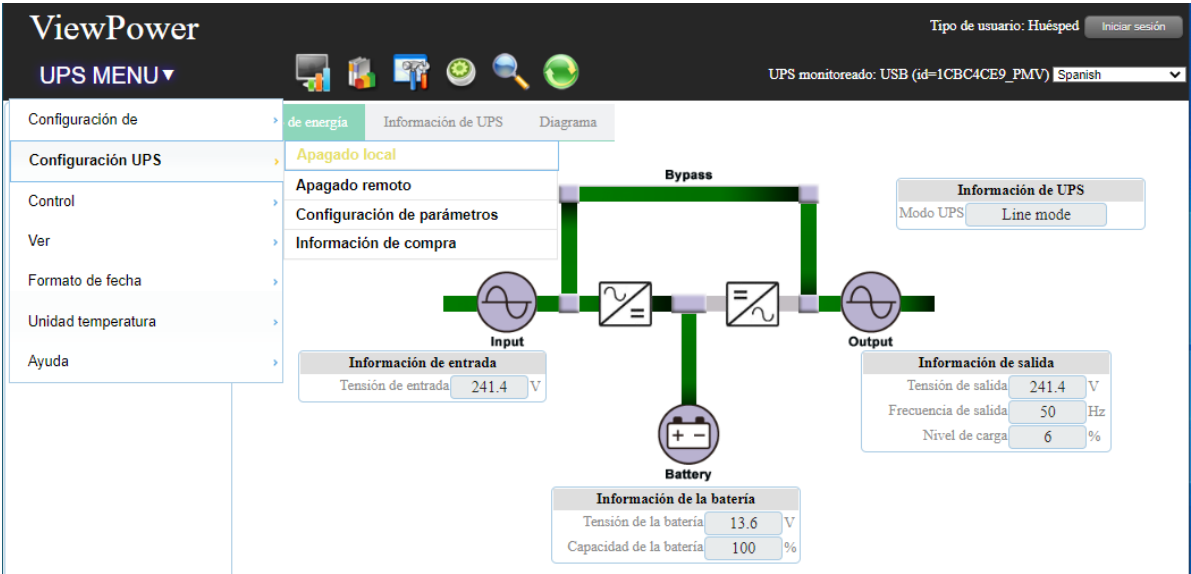 ViewPower
Tipo de usuario: Huésped Iniciar sesión
UPS MENU▼
UPS monitoreado: USB (id=1CBC4CE9_PMV) Spanish
Configuración de
de energía Información de UPS Diagrama
Configuración UPS
Apagado local
Apagado remoto
Configuración de parámetros
Información de compra
Control
Ver
Formato de fecha
Unidad temperatura
Ayuda
Bypass
Información de UPS
Modo UPS Line mode
Input
Output
Información de entrada
Tensión de entrada 241.4 V
Información de salida
Tensión de salida 241.4 V
Frecuencia de salida 50 Hz
Nivel de carga 6 %
Battery
Información de la batería
Tensión de la batería 13.6 V
Capacidad de la batería 100 %